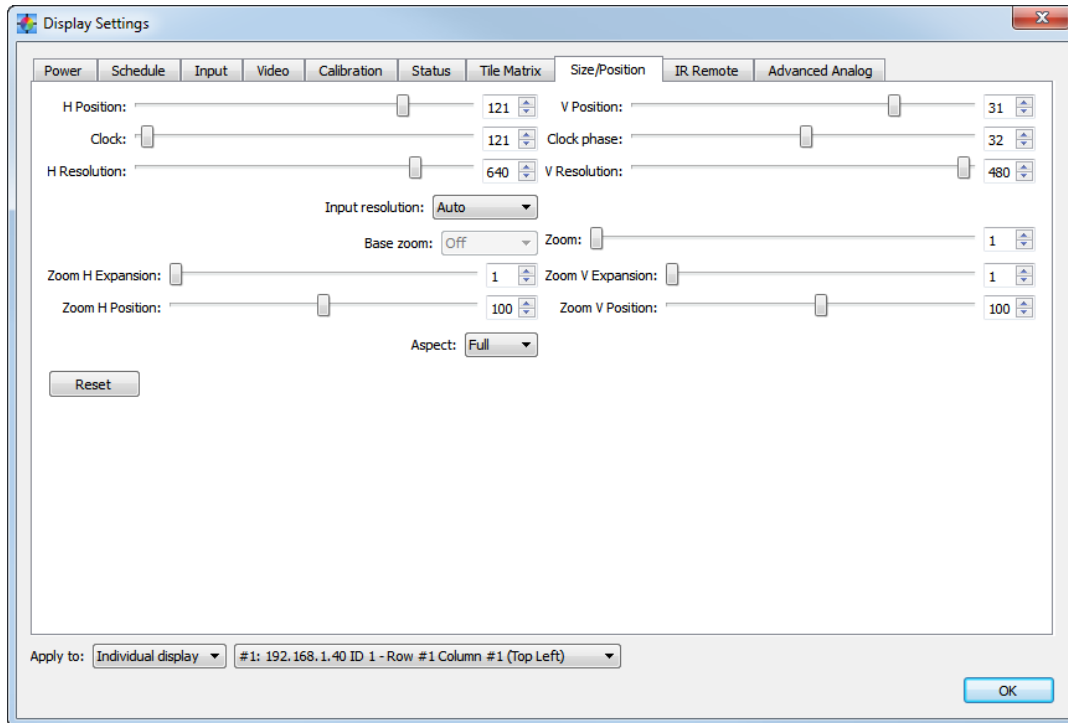 Display Settings
Power Schedule Input Video Calibration Status Tile Matrix Size/Position IR Remote Advanced Analog
H Position: 121 V Position: 31
Clock: 121 Clock phase: 32
H Resolution: 640 V Resolution: 480
Input resolution: Auto
Base zoom: Off Zoom: 1
Zoom H Expansion: 1 Zoom V Expansion: 1
Zoom H Position: 100 Zoom V Position: 100
Aspect: Full
Reset
Apply to: Individual display #1: 192.168.1.40 ID 1 - Row #1 Column #1 (Top Left)
OK